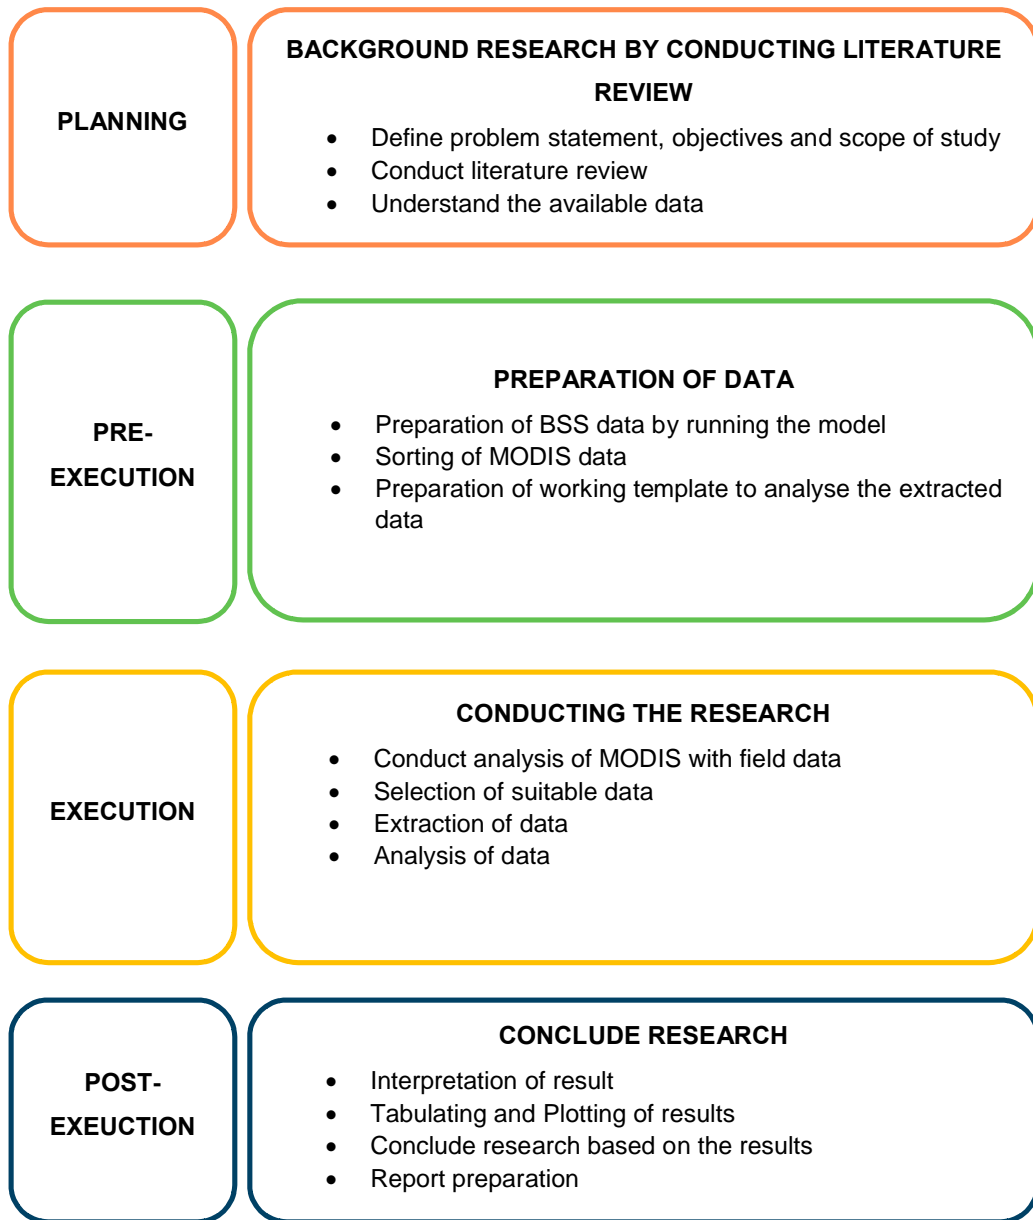 PLANNING
BACKGROUND RESEARCH BY CONDUCTING LITERATURE
REVIEW
• Define problem statement, objectives and scope of study
• Conduct literature review
• Understand the available data
PRE-
EXECUTION
PREPARATION OF DATA
• Preparation of BSS data by running the model
• Sorting of MODIS data
• Preparation of working template to analyse the extracted
data
EXECUTION
CONDUCTING THE RESEARCH
• Conduct analysis of MODIS with field data
• Selection of suitable data
• Extraction of data
• Analysis of data
POST-
EXEUCTION
CONCLUDE RESEARCH
• Interpretation of result
• Tabulating and Plotting of results
• Conclude research based on the results
• Report preparation